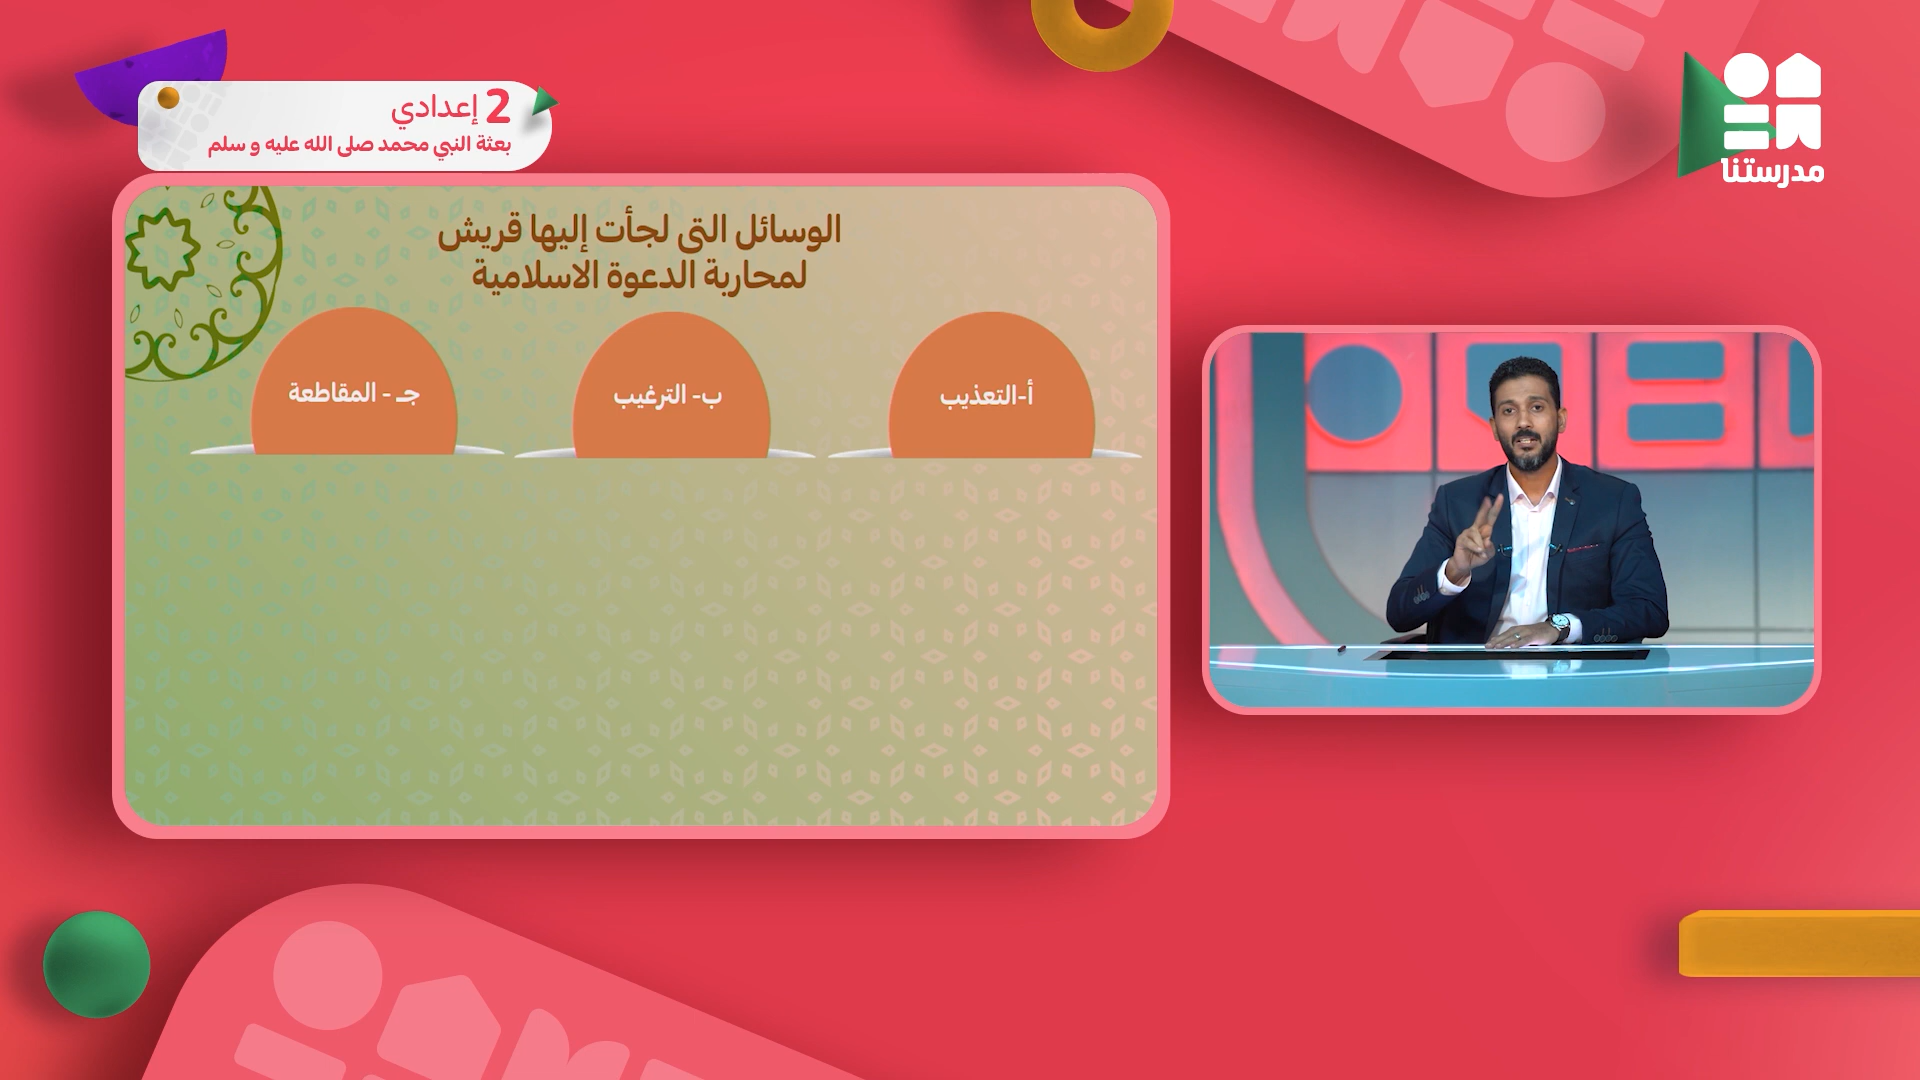 2 إعدادي
بعثة النبي محمد صلى الله عليه و سلم
مدرستنا
الوسائل التى لجأت إليها قريش
لمحاربة الدعوة الاسلامية
أ-التعذيب
ب- الترغيب
جـ - المقاطعة